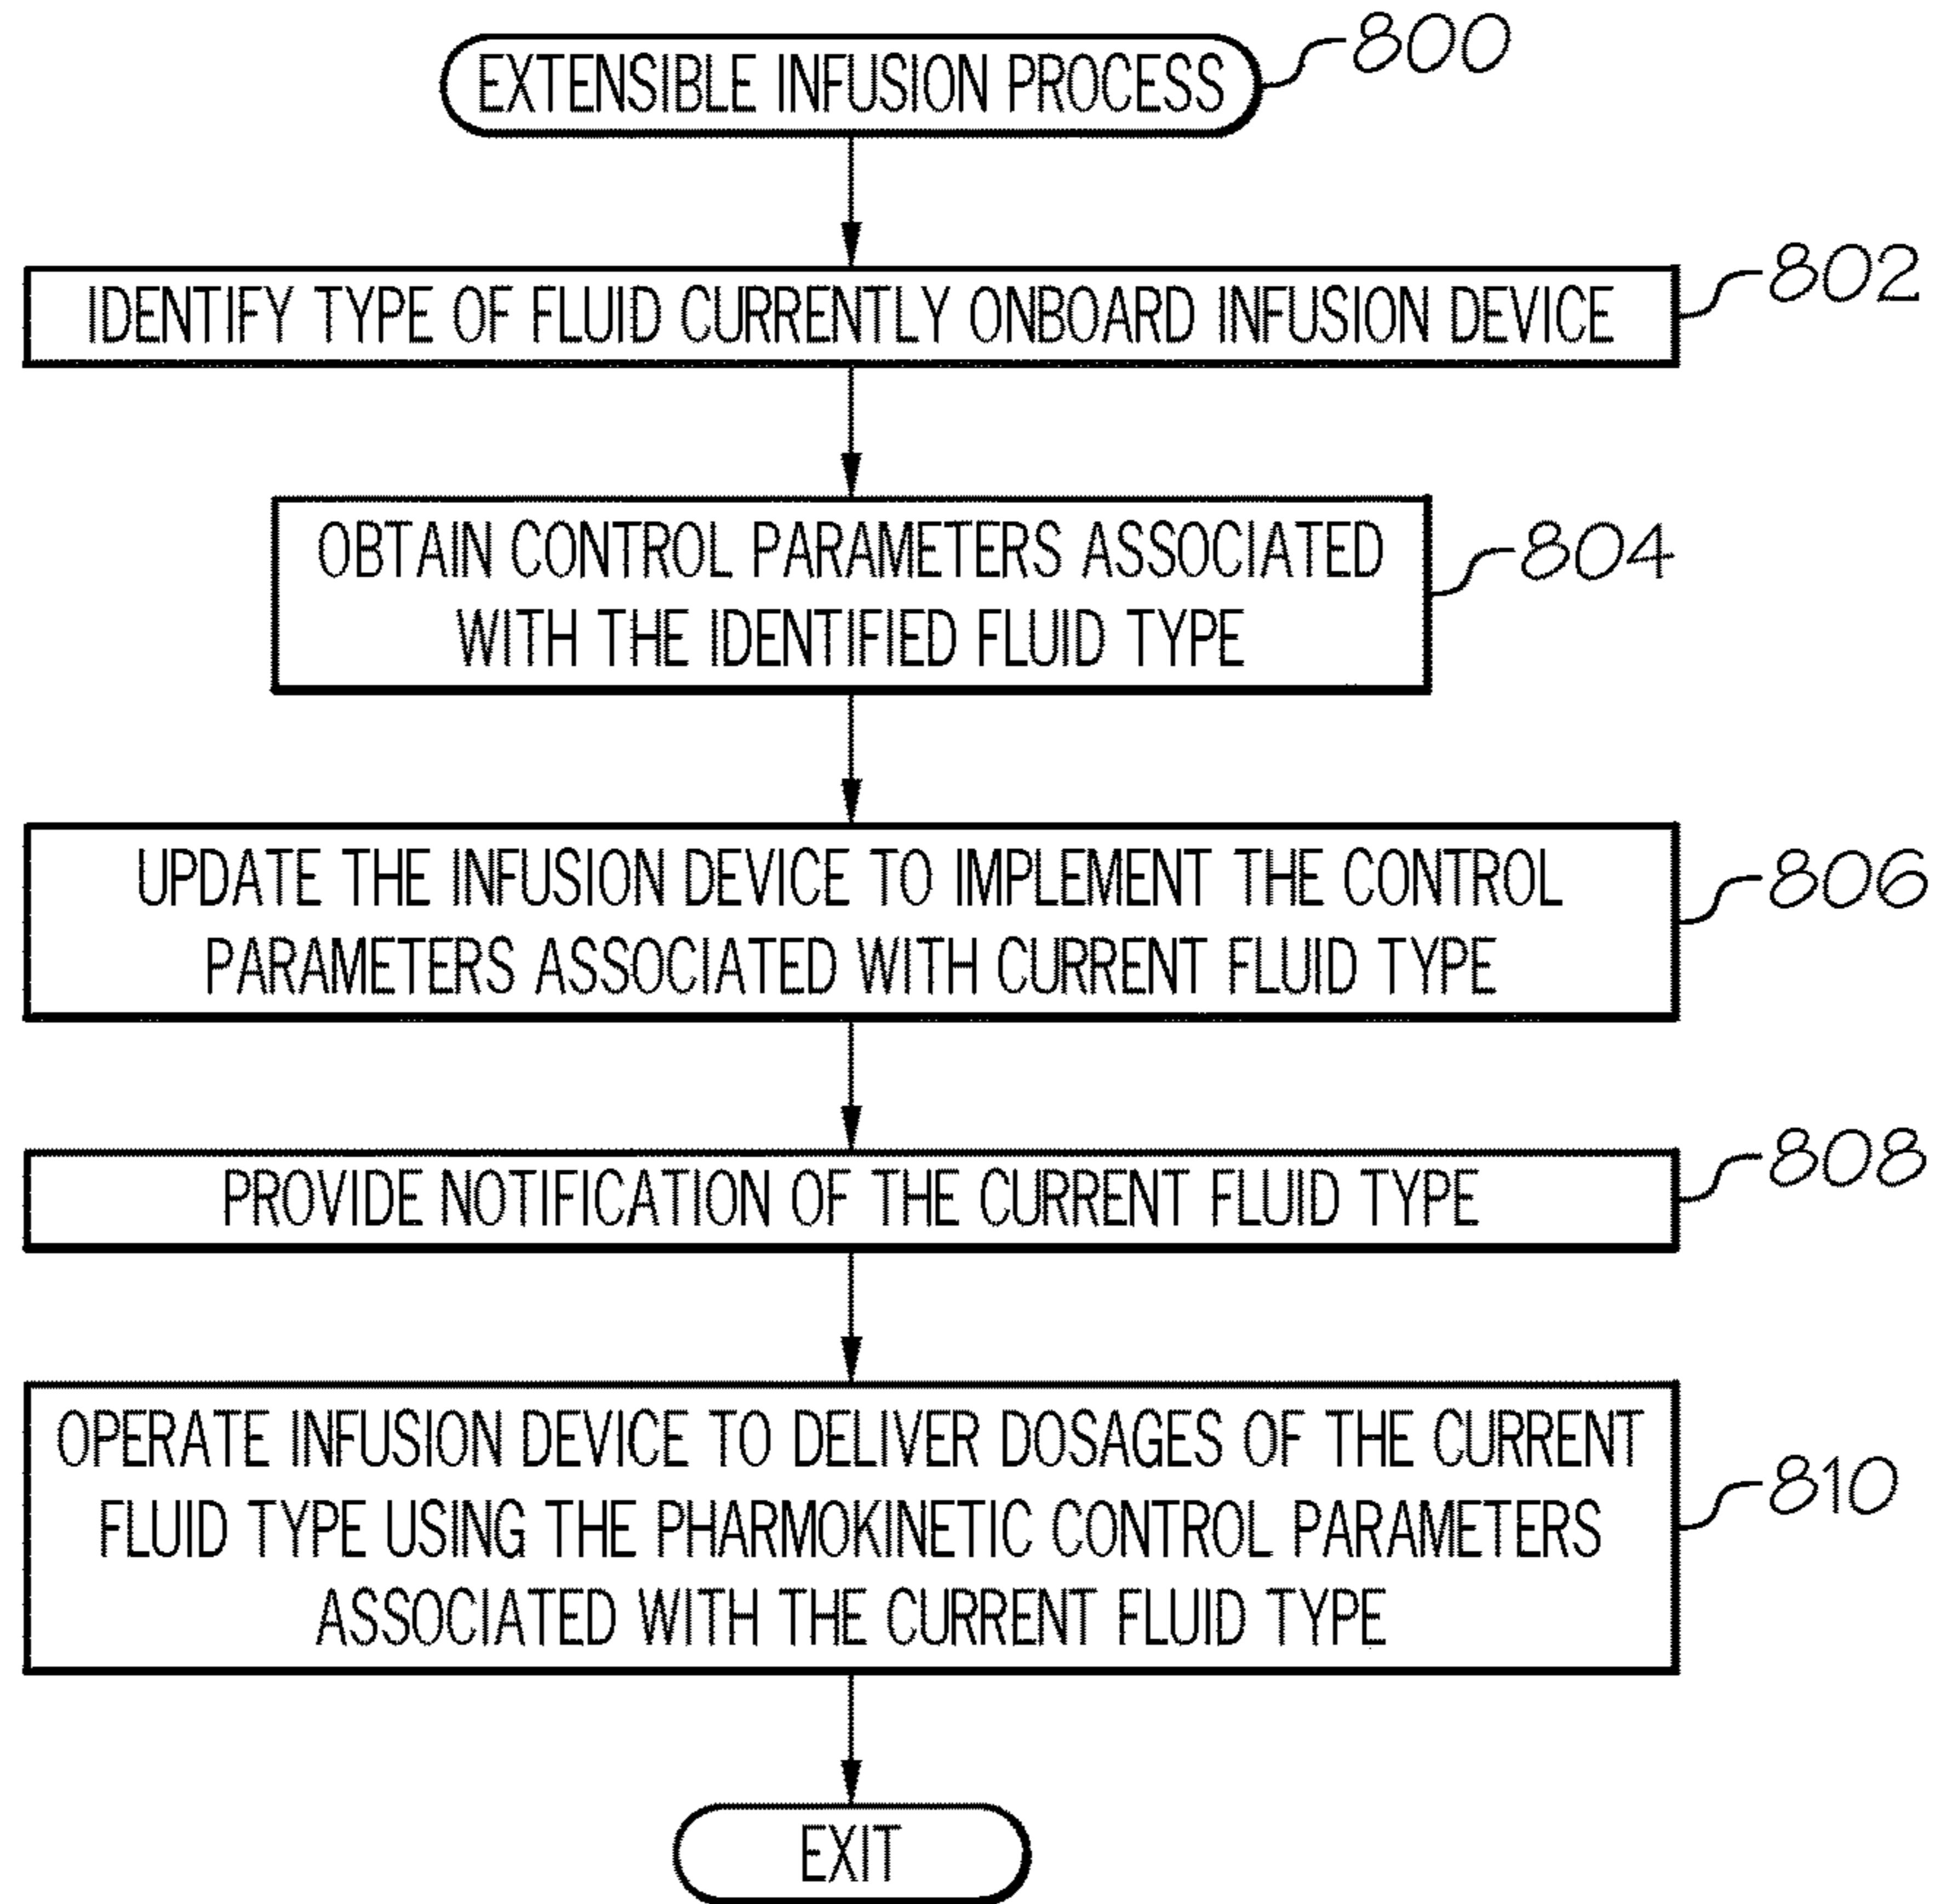 EXTENSIBLE INFUSION PROCESS
800
IDENTIFY TYPE OF FLUID CURRENTLY ONBOARD INFUSION DEVICE
802
OBTAIN CONTROL PARAMETERS ASSOCIATED
WITH THE IDENTIFIED FLUID TYPE
804
UPDATE THE INFUSION DEVICE TO IMPLEMENT THE CONTROL
PARAMETERS ASSOCIATED WITH CURRENT FLUID TYPE
806
PROVIDE NOTIFICATION OF THE CURRENT FLUID TYPE
808
OPERATE INFUSION DEVICE TO DELIVER DOSAGES OF THE CURRENT
FLUID TYPE USING THE PHARMOKINETIC CONTROL PARAMETERS
ASSOCIATED WITH THE CURRENT FLUID TYPE
810
EXIT